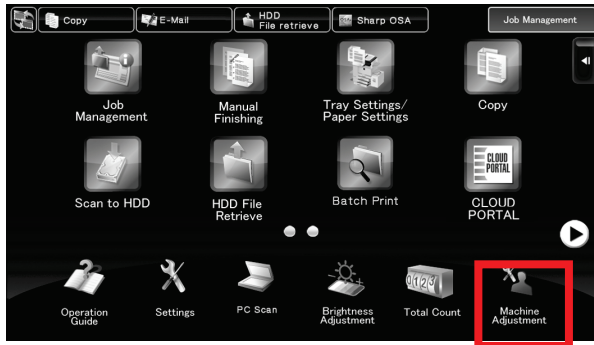 Copy
E-Mail
HDD
File retrieve
Sharp OSA
Job Management
Job
Management
Manual
Finishing
Tray Settings/
Paper Settings
Copy
CLOUD
PORTAL
Scan to HDD
HDD File
Retrieve
Batch Print
CLOUD
PORTAL
0123
Operation
Guide
Settings
PC Scan
Brightness
Adjustment
Total Count
Machine
Adjustment